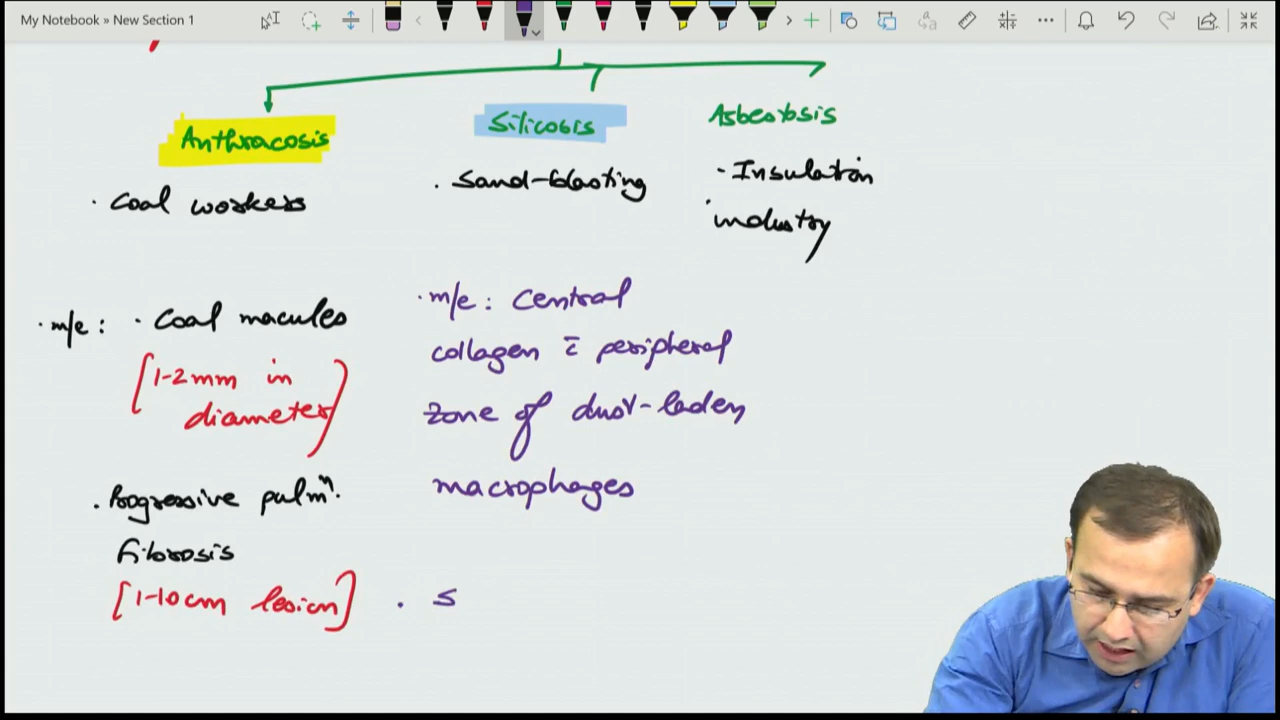 My Notebook » New Section 1
Anthracosis
· Coal workers
· m/e : · Coal macules
[1-2mm in
diameter]
· Progressive pulmⁿ.
fibrosis
[1-10cm lesion]
Silicosis
· Sand-blasting
· m/e : Central
collagen c̄ peripheral
zone of dust-laden
macrophages
· S
Asbestosis
- Insulation
industry